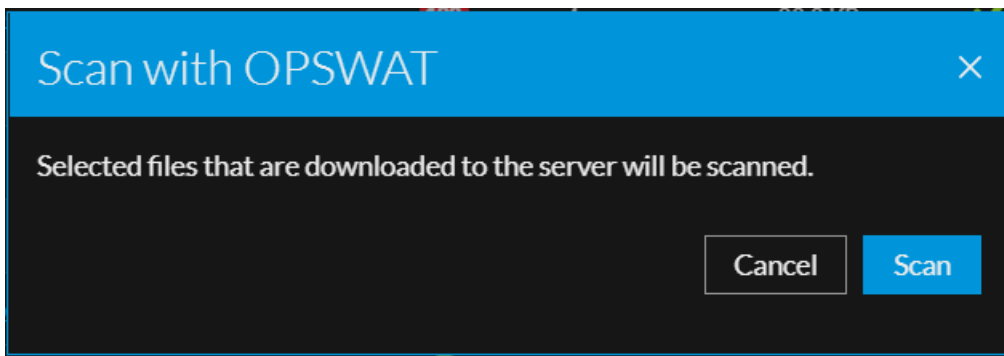 Scan with OPSWAT
Selected files that are downloaded to the server will be scanned.
Cancel
Scan